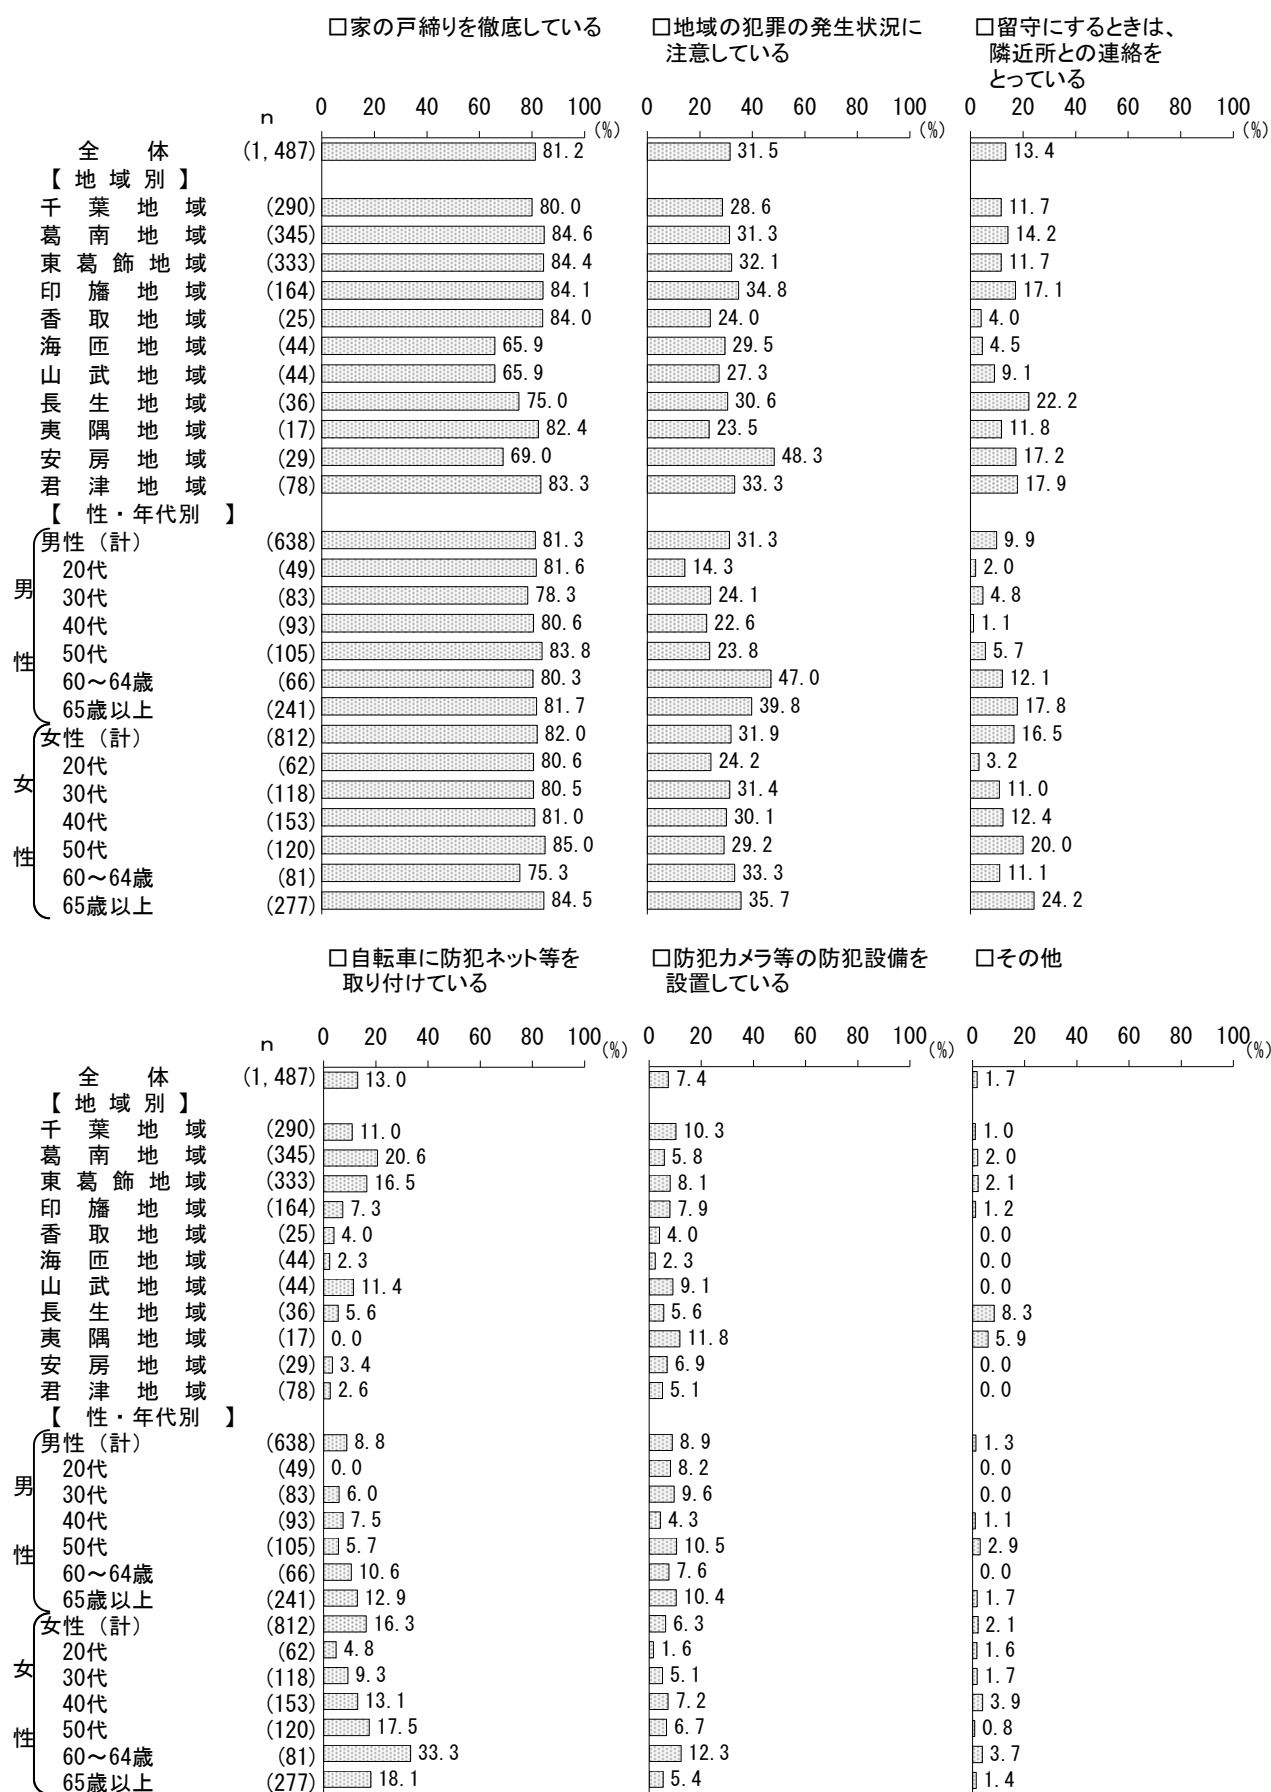 □家の戸締りを徹底している □地域の犯罪の発生状況に注意している □留守にするときは、隣近所との連絡をとっている
n 0 20 40 60 80 100 (%) 0 20 40 60 80 100 (%) 0 20 40 60 80 100 (%)
全体 (1,487) 81.2 31.5 13.4
【地域別】
千葉地域 (290) 80.0 28.6 11.7
葛南地域 (345) 84.6 31.3 14.2
東葛飾地域 (333) 84.4 32.1 11.7
印旛地域 (164) 84.1 34.8 17.1
香取地域 (25) 84.0 24.0 4.0
海匝地域 (44) 65.9 29.5 4.5
山武地域 (44) 65.9 27.3 9.1
長生地域 (36) 75.0 30.6 22.2
夷隅地域 (17) 82.4 23.5 11.8
安房地域 (29) 69.0 48.3 17.2
君津地域 (78) 83.3 33.3 17.9
【性・年代別】
男性
男性(計) (638) 81.3 31.3 9.9
20代 (49) 81.6 14.3 2.0
30代 (83) 78.3 24.1 4.8
40代 (93) 80.6 22.6 1.1
50代 (105) 83.8 23.8 5.7
60~64歳 (66) 80.3 47.0 12.1
65歳以上 (241) 81.7 39.8 17.8
女性
女性(計) (812) 82.0 31.9 16.5
20代 (62) 80.6 24.2 3.2
30代 (118) 80.5 31.4 11.0
40代 (153) 81.0 30.1 12.4
50代 (120) 85.0 29.2 20.0
60~64歳 (81) 75.3 33.3 11.1
65歳以上 (277) 84.5 35.7 24.2
□自転車に防犯ネット等を取り付けている □防犯カメラ等の防犯設備を設置している □その他
n 0 20 40 60 80 100 (%) 0 20 40 60 80 100 (%) 0 20 40 60 80 100 (%)
全体 (1,487) 13.0 7.4 1.7
【地域別】
千葉地域 (290) 11.0 10.3 1.0
葛南地域 (345) 20.6 5.8 2.0
東葛飾地域 (333) 16.5 8.1 2.1
印旛地域 (164) 7.3 7.9 1.2
香取地域 (25) 4.0 4.0 0.0
海匝地域 (44) 2.3 2.3 0.0
山武地域 (44) 11.4 9.1 0.0
長生地域 (36) 5.6 5.6 8.3
夷隅地域 (17) 0.0 11.8 5.9
安房地域 (29) 3.4 6.9 0.0
君津地域 (78) 2.6 5.1 0.0
【性・年代別】
男性
男性(計) (638) 8.8 8.9 1.3
20代 (49) 0.0 8.2 0.0
30代 (83) 6.0 9.6 0.0
40代 (93) 7.5 4.3 1.1
50代 (105) 5.7 10.5 2.9
60~64歳 (66) 10.6 7.6 0.0
65歳以上 (241) 12.9 10.4 1.7
女性
女性(計) (812) 16.3 6.3 2.1
20代 (62) 4.8 1.6 1.6
30代 (118) 9.3 5.1 1.7
40代 (153) 13.1 7.2 3.9
50代 (120) 17.5 6.7 0.8
60~64歳 (81) 33.3 12.3 3.7
65歳以上 (277) 18.1 5.4 1.4